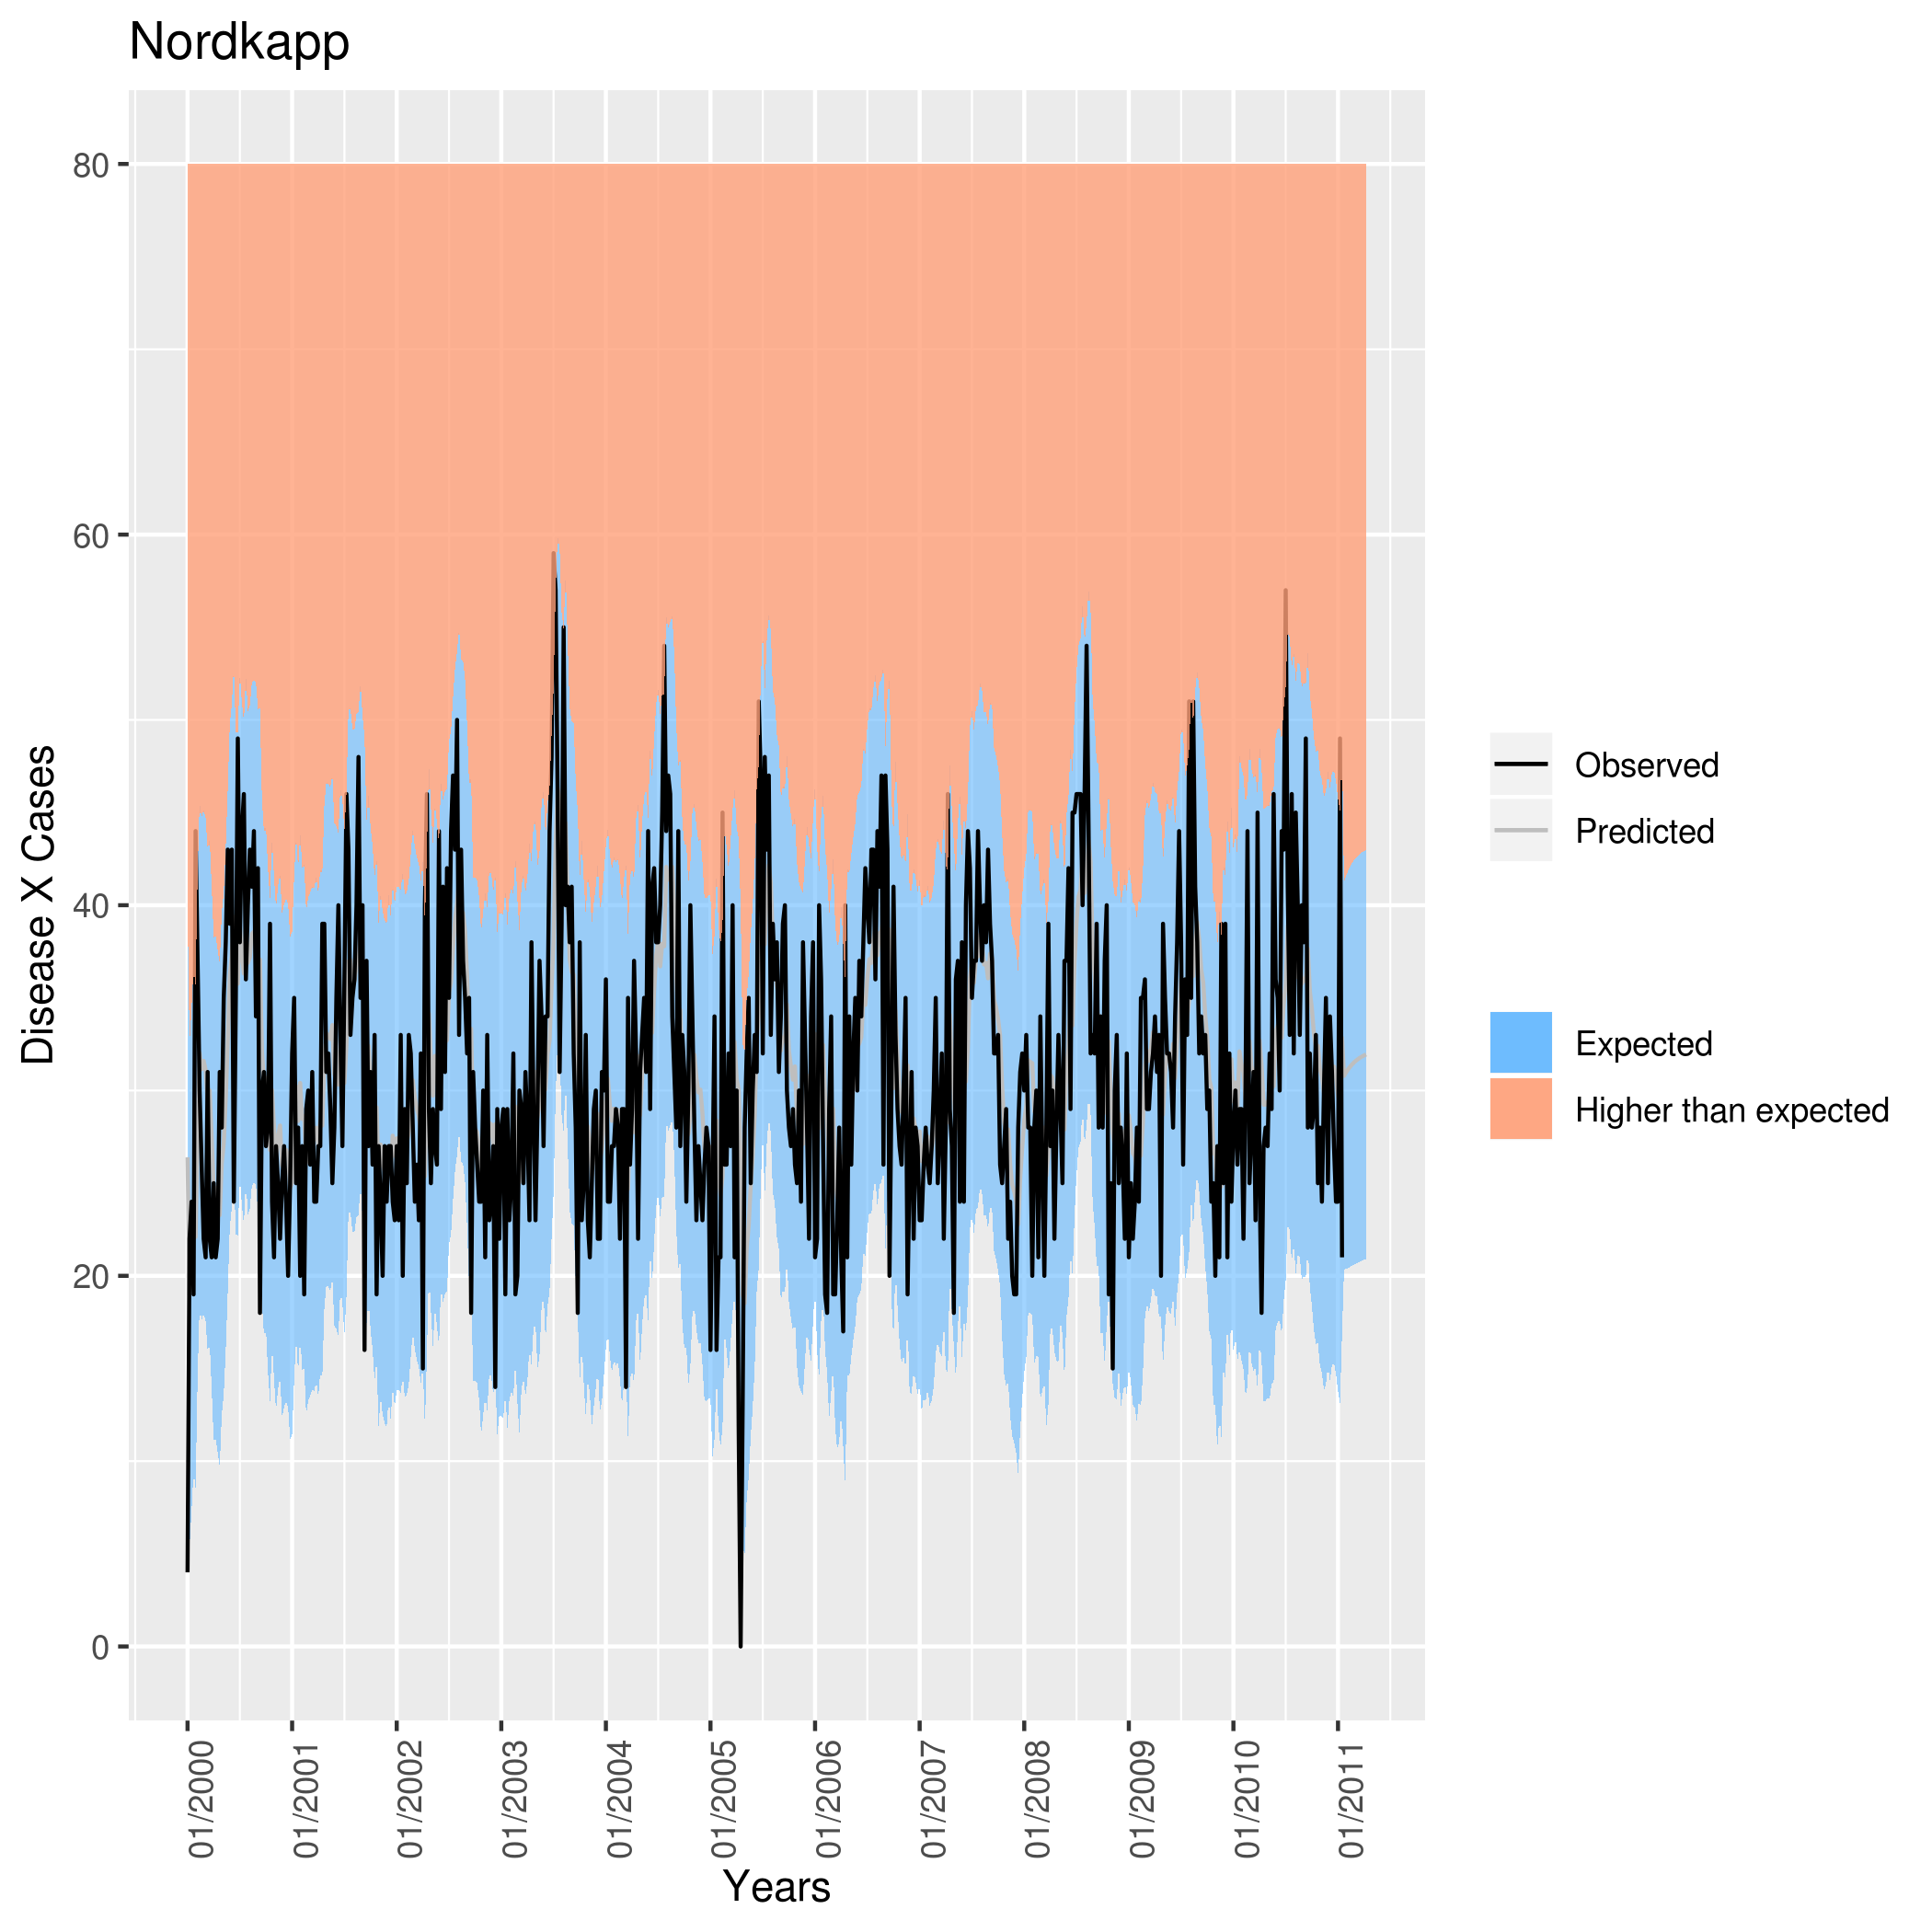 Nordkapp
80
60
40
20
0
Disease X Cases
01/2000
01/2001
01/2002
01/2003
01/2004
01/2005
01/2006
01/2007
01/2008
01/2009
01/2010
01/2011
Years
Observed
Predicted
Expected
Higher than expected